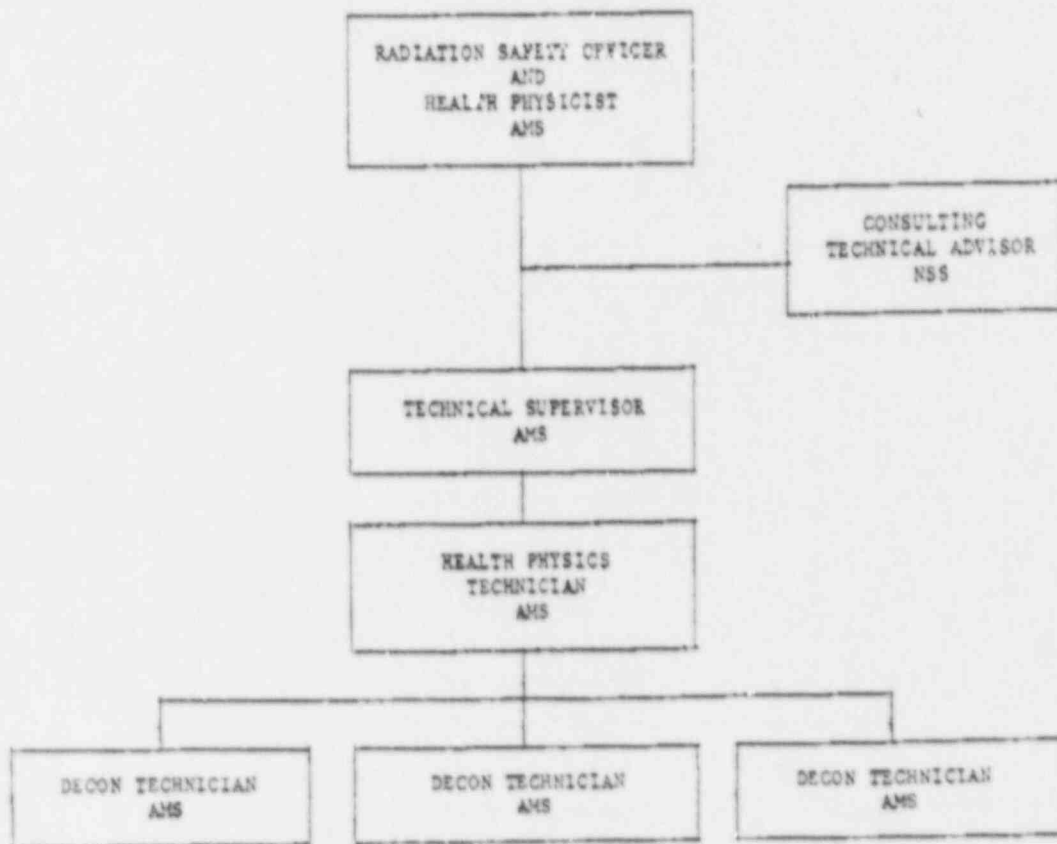 RADIATION SAFETY OFFICER
AND
HEALTH PHYSICIST
AMS
CONSULTING
TECHNICAL ADVISOR
NSS
TECHNICAL SUPERVISOR
AMS
HEALTH PHYSICS
TECHNICIAN
AMS
DECON TECHNICIAN
AMS
DECON TECHNICIAN
AMS
DECON TECHNICIAN
AMS